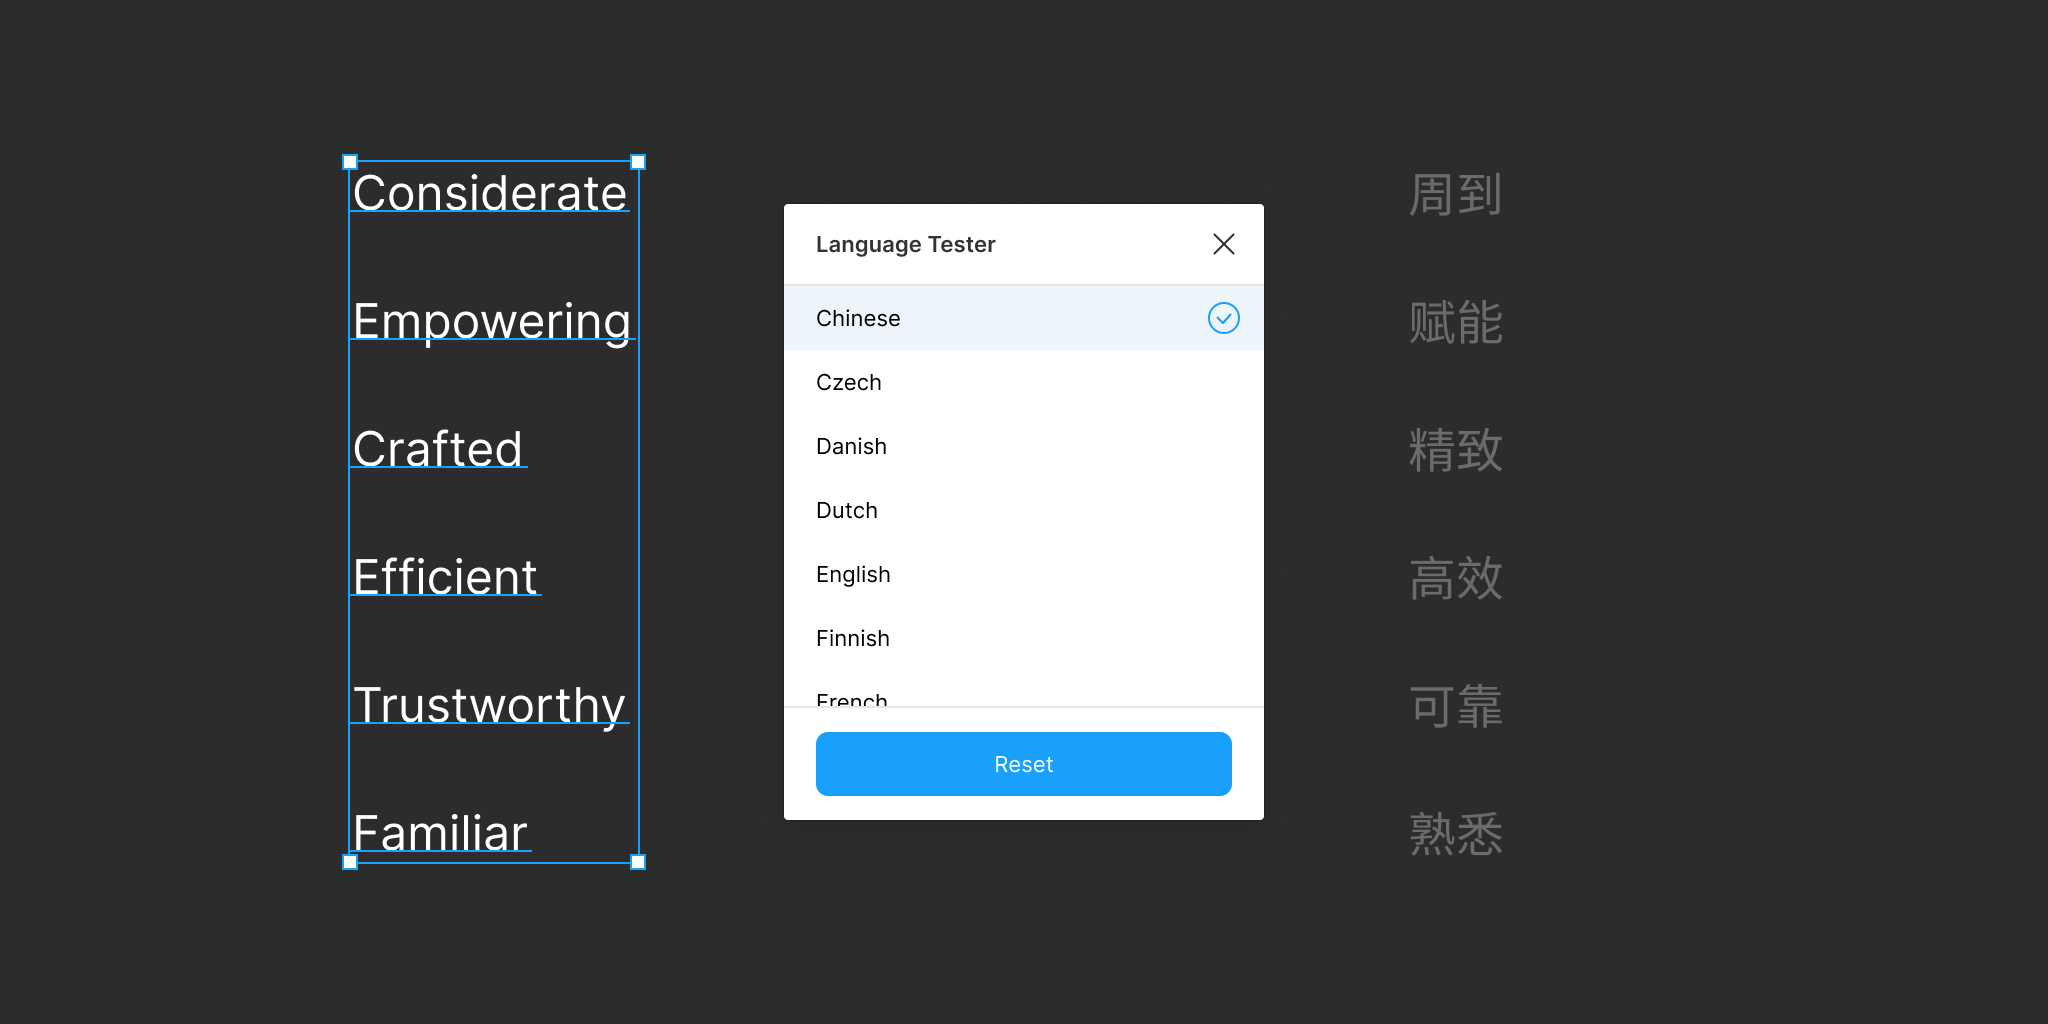 Considerate
Empowering
Crafted
Efficient
Trustworthy
Familiar
Language Tester
Chinese
Czech
Danish
Dutch
English
Finnish
French
Reset
周到
赋能
精致
高效
可靠
熟悉